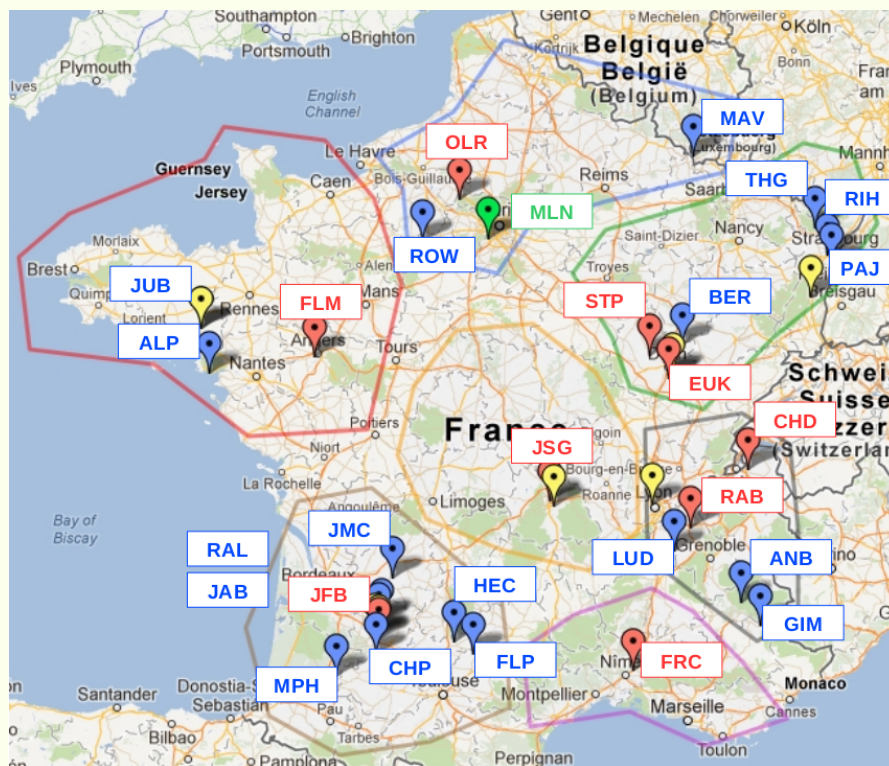 Southampton
Gent
Mechelen
Chorweiler
Köln
Portsmouth
Brighton
Kortrijk
Belgique
België
(Belgium)
Bonn
Plymouth
English
Channel
MAV
(Luxembourg)
OLR
Le Havre
Guernsey
Jersey
Bois-Guillaume
Reims
THG
Mannh
Caen
MLN
RIH
Morlaix
ROW
Saint-Dizier
Nancy
Strasbourg
Brest
Alen
Troyes
PAJ
JUB
Quimp
Rennes
Mans
STP
BER
Breisgau
Lorient
FLM
ALP
Angers
Nantes
Tours
EUK
Schwei
Suisse
zzera
(Switzerlan
CHD
Poitiers
France
Niort
JSG
Bourg-en-Bresse
La Rochelle
Roanne
Lyon
RAB
Limoges
Angoulême
Bay of
Biscay
JMC
LUD
Grenoble
RAL
ANB
Bordeaux
HEC
JAB
JFB
GIM
CHP
FLP
FRC
MPH
Nîmes
Toulouse
Montpellier
Monaco
Santander
Donostia-S
Sebastian
Pau
Marseille
Cannes
Bilbao
Tarbes
Toulon
Pamplona
Perpignan